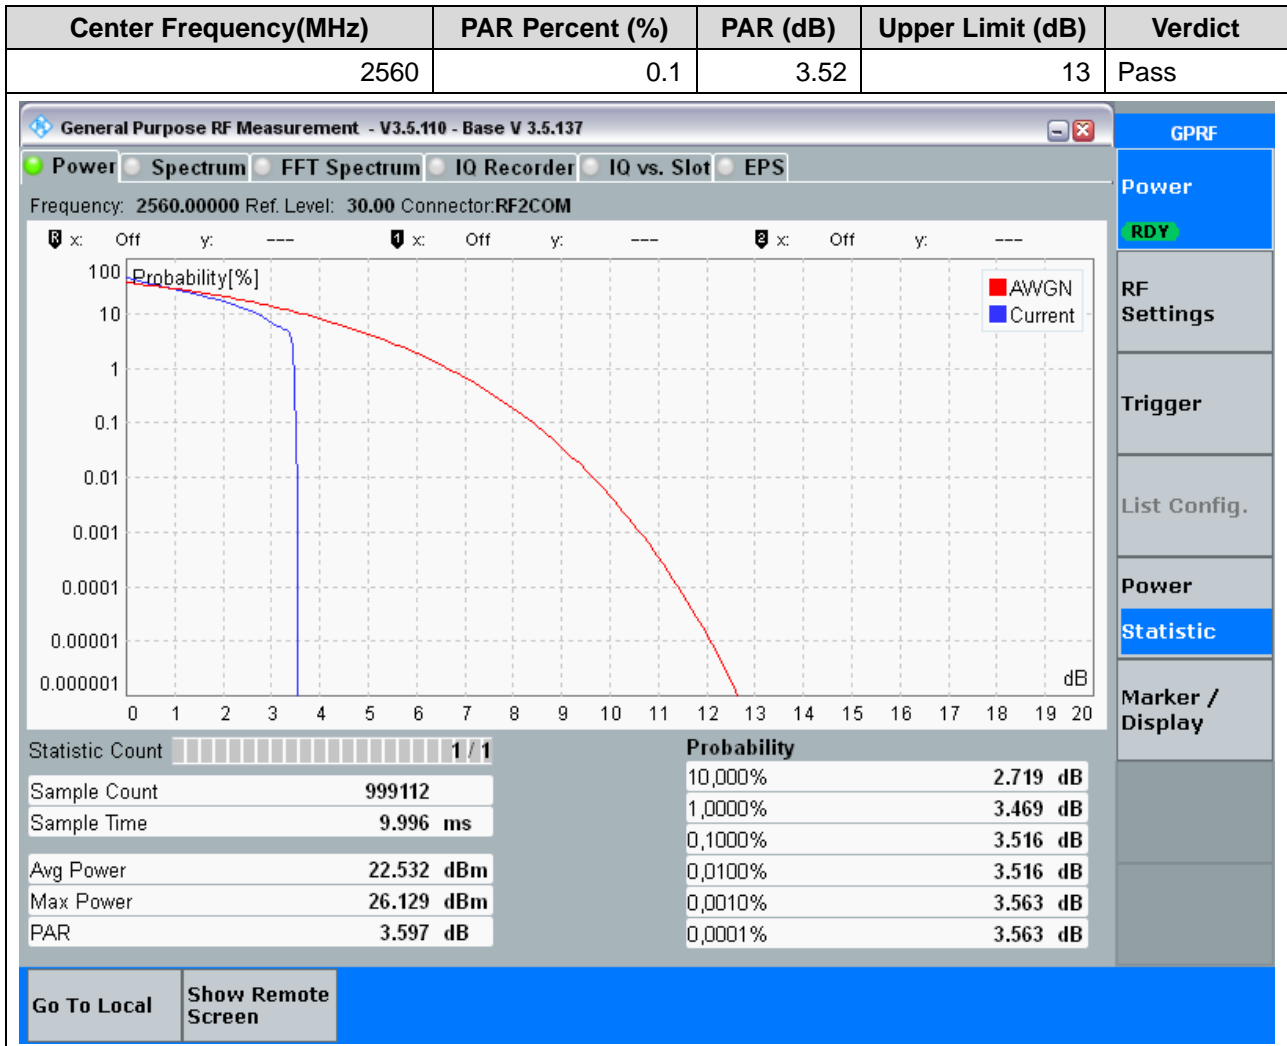 Center Frequency(MHz) PAR Percent (%) PAR (dB) Upper Limit (dB) Verdict
2560 0.1 3.52 13 Pass
General Purpose RF Measurement - V3.5.110 - Base V 3.5.137
GPRF
Power Spectrum FFT Spectrum IQ Recorder IQ vs. Slot EPS
Power
RDY
Frequency: 2560.00000 Ref. Level: 30.00 Connector:RF2COM
R x: Off y: --- 1 x: Off y: --- 2 x: Off y: ---
RF
Settings
Trigger
List Config.
Power
Statistic
Marker /
Display
Probability[%]
AWGN
Current
100
10
1
0.1
0.01
0.001
0.0001
0.00001
0.000001
dB
0 1 2 3 4 5 6 7 8 9 10 11 12 13 14 15 16 17 18 19 20
Statistic Count 1 / 1
Sample Count 999112
Sample Time 9.996 ms
Avg Power 22.532 dBm
Max Power 26.129 dBm
PAR 3.597 dB
Probability
10,000% 2.719 dB
1,0000% 3.469 dB
0,1000% 3.516 dB
0,0100% 3.516 dB
0,0010% 3.563 dB
0,0001% 3.563 dB
Go To Local
Show Remote
Screen